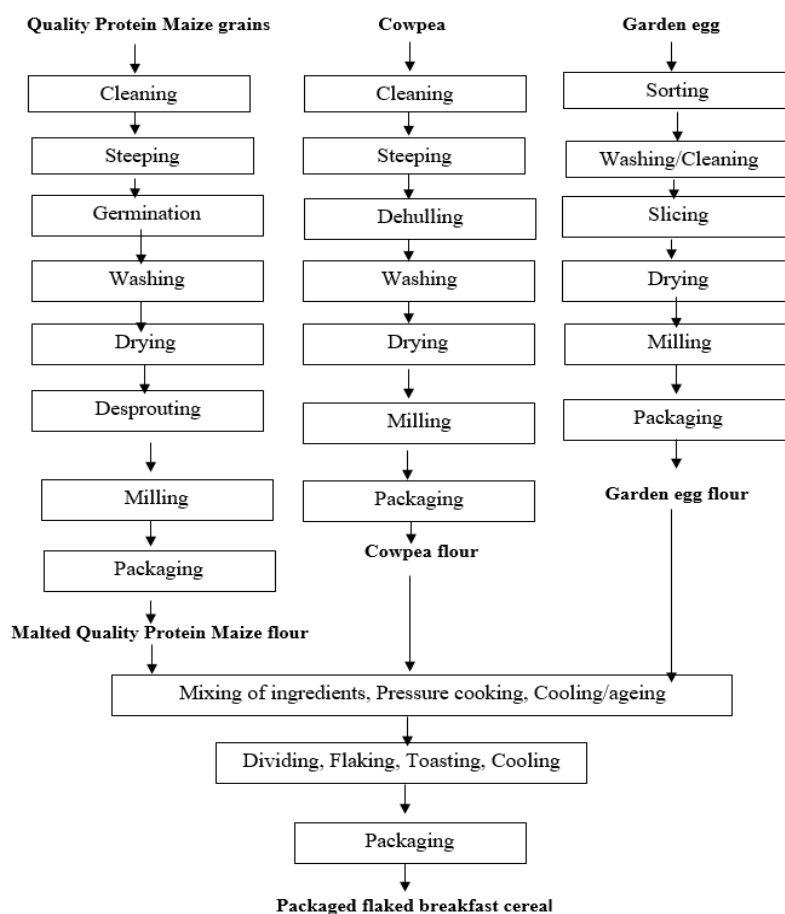 Quality Protein Maize grains
Cleaning
Steeping
Germination
Washing
Drying
Desprouting
Milling
Packaging
Malted Quality Protein Maize flour
Cowpea
Cleaning
Steeping
Dehulling
Washing
Drying
Milling
Packaging
Cowpea flour
Garden egg
Sorting
Washing/Cleaning
Slicing
Drying
Milling
Packaging
Garden egg flour
Mixing of ingredients, Pressure cooking, Cooling/ageing
Dividing, Flaking, Toasting, Cooling
Packaging
Packaged flaked breakfast cereal